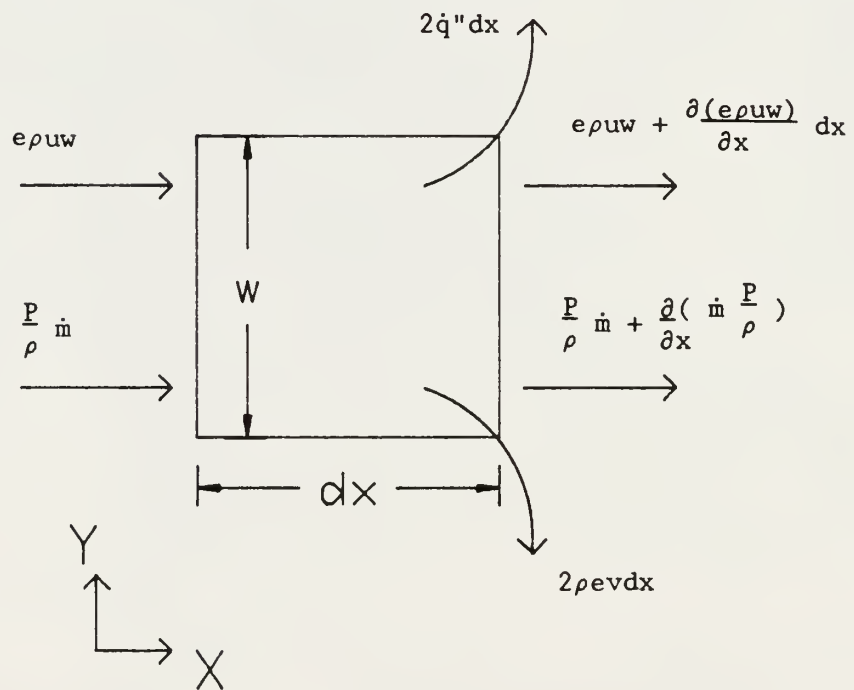 2q̇"dx
eρuw
eρuw + ∂(eρuw)/∂x dx
W
P/ρ ṁ
P/ρ ṁ + ∂/∂x( ṁ P/ρ )
dx
Y
2ρevdx
X